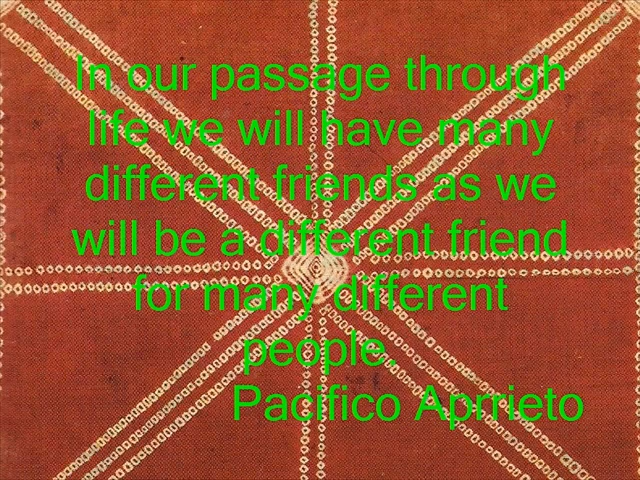 In our passage through
life we will have many
different friends as we
will be a different friend
for many different
people.
Pacifico Aprrieto